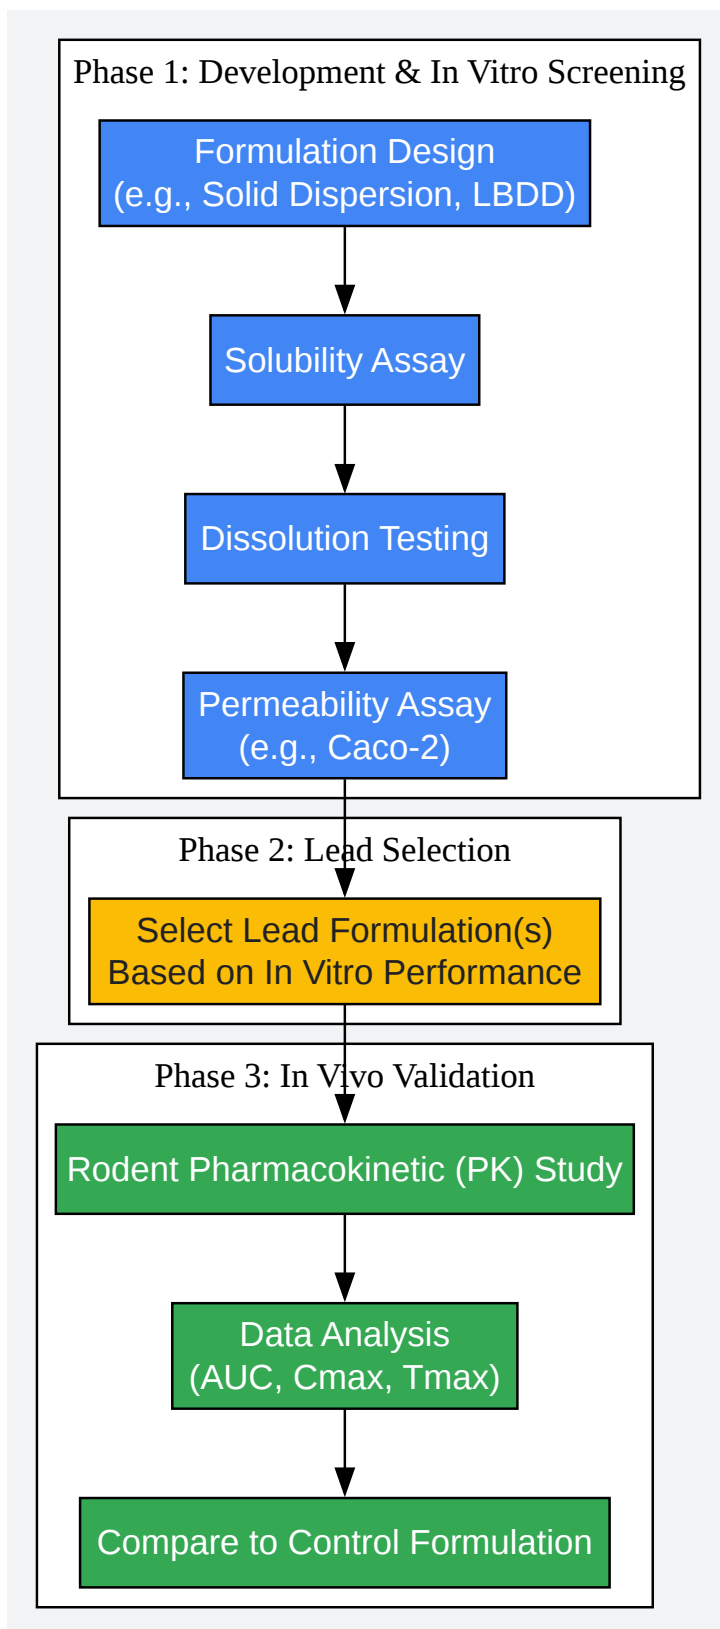 Phase 1: Development & In Vitro Screening
Formulation Design
(e.g., Solid Dispersion, LBDD)
Solubility Assay
Dissolution Testing
Permeability Assay
(e.g., Caco-2)
Phase 2: Lead Selection
Select Lead Formulation(s)
Based on In Vitro Performance
Phase 3: In Vivo Validation
Rodent Pharmacokinetic (PK) Study
Data Analysis
(AUC, Cmax, Tmax)
Compare to Control Formulation